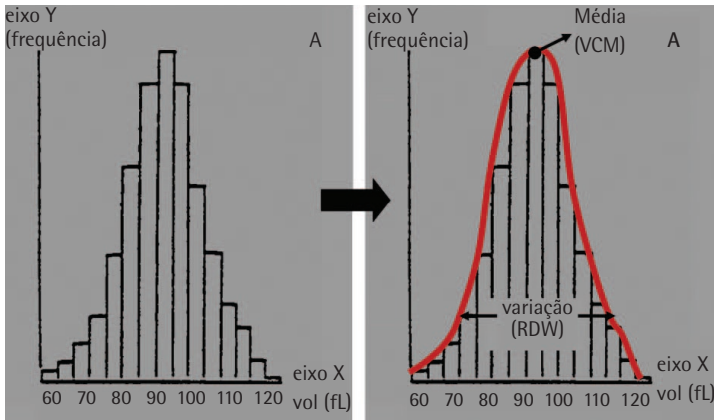 eixo Y
(frequência)
A
60 70 80 90 100 110 120
eixo X
vol (fL)
eixo Y
(frequência)
Média
(VCM)
A
variação
(RDW)
60 70 80 90 100 110 120
eixo X
vol (fL)